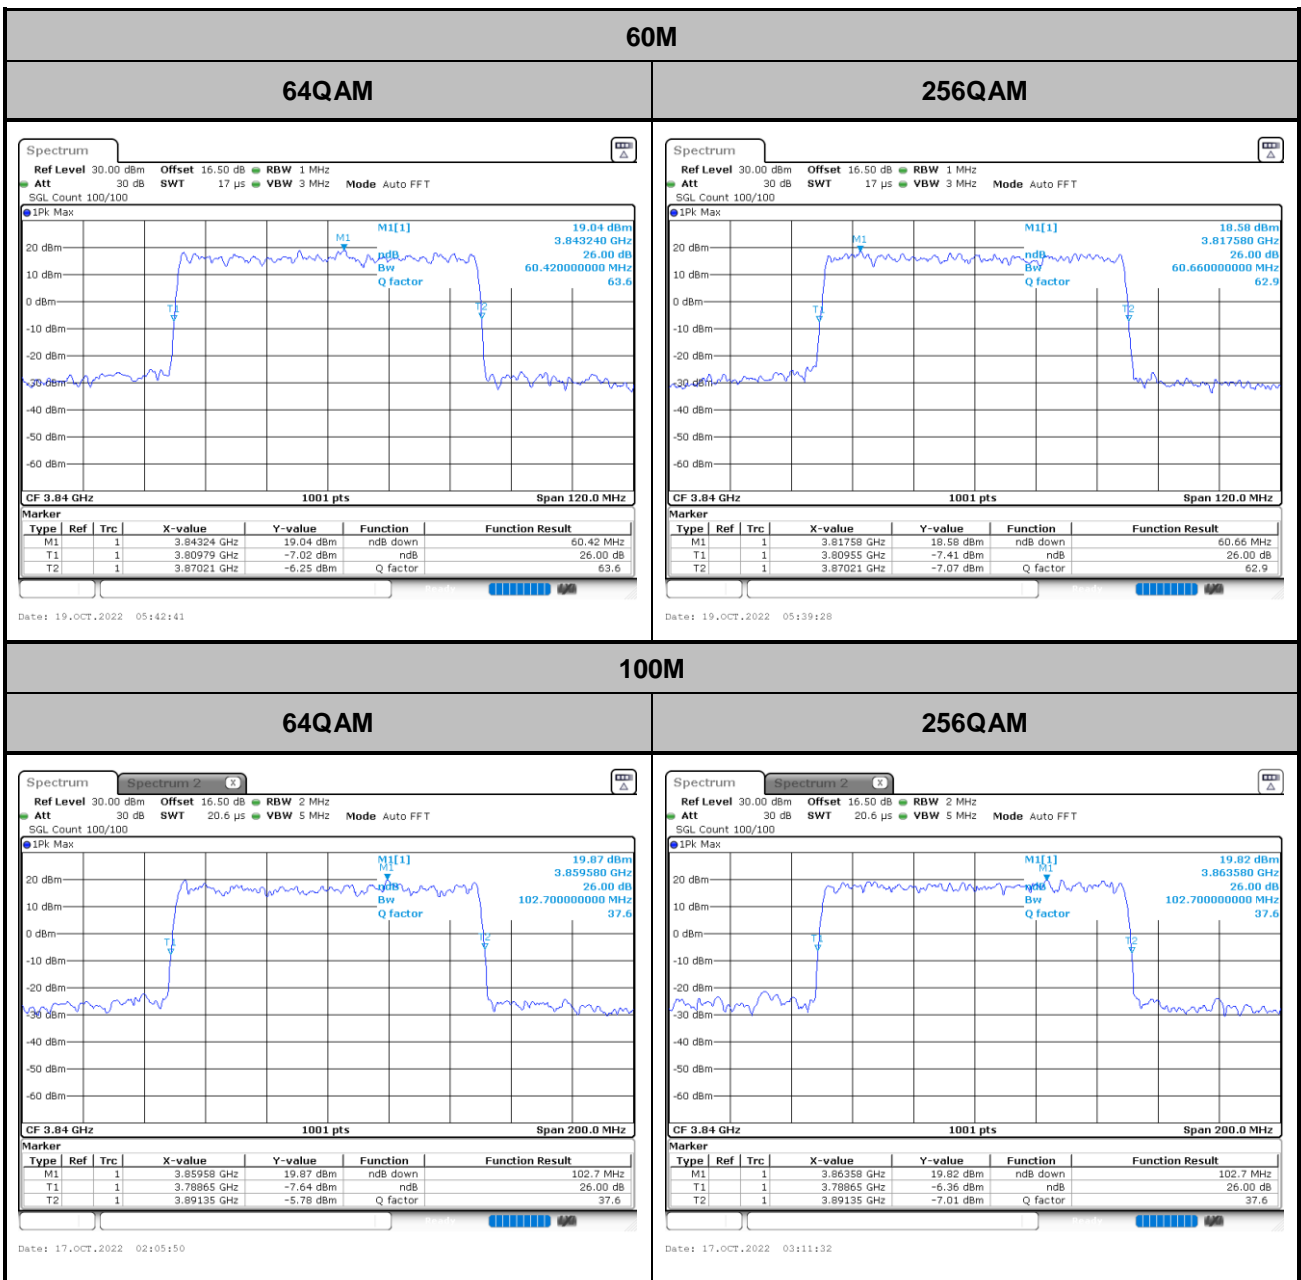 60M
64QAM 256QAM
Spectrum
Ref Level 30.00 dBm Offset 16.50 dB RBW 1 MHz
Att 30 dB SWT 17 µs VBW 3 MHz Mode Auto FFT
SGL Count 100/100
1Pk Max
M1[1] 19.04 dBm
3.843240 GHz
ndB 26.00 dB
Bw 60.420000000 MHz
Q factor 63.6
M1
T1
T2
20 dBm
10 dBm
0 dBm
-10 dBm
-20 dBm
-30 dBm
-40 dBm
-50 dBm
-60 dBm
CF 3.84 GHz 1001 pts Span 120.0 MHz
Marker
Type Ref Trc X-value Y-value Function Function Result
M1 1 3.84324 GHz 19.04 dBm ndB down 60.42 MHz
T1 1 3.80979 GHz -7.02 dBm ndB 26.00 dB
T2 1 3.87021 GHz -6.25 dBm Q factor 63.6
Date: 19.OCT.2022 05:42:41
Spectrum
Ref Level 30.00 dBm Offset 16.50 dB RBW 1 MHz
Att 30 dB SWT 17 µs VBW 3 MHz Mode Auto FFT
SGL Count 100/100
1Pk Max
M1[1] 18.58 dBm
3.817580 GHz
ndB 26.00 dB
Bw 60.660000000 MHz
Q factor 62.9
M1
T1
T2
20 dBm
10 dBm
0 dBm
-10 dBm
-20 dBm
-30 dBm
-40 dBm
-50 dBm
-60 dBm
CF 3.84 GHz 1001 pts Span 120.0 MHz
Marker
Type Ref Trc X-value Y-value Function Function Result
M1 1 3.81758 GHz 18.58 dBm ndB down 60.66 MHz
T1 1 3.80955 GHz -7.41 dBm ndB 26.00 dB
T2 1 3.87021 GHz -7.07 dBm Q factor 62.9
Date: 19.OCT.2022 05:39:28
100M
64QAM 256QAM
Spectrum Spectrum 2 X
Ref Level 30.00 dBm Offset 16.50 dB RBW 2 MHz
Att 30 dB SWT 20.6 µs VBW 5 MHz Mode Auto FFT
SGL Count 100/100
1Pk Max
M1[1] 19.87 dBm
3.859580 GHz
ndB 26.00 dB
Bw 102.700000000 MHz
Q factor 37.6
M1
T1
T2
20 dBm
10 dBm
0 dBm
-10 dBm
-20 dBm
-30 dBm
-40 dBm
-50 dBm
-60 dBm
CF 3.84 GHz 1001 pts Span 200.0 MHz
Marker
Type Ref Trc X-value Y-value Function Function Result
M1 1 3.85958 GHz 19.87 dBm ndB down 102.7 MHz
T1 1 3.78865 GHz -7.64 dBm ndB 26.00 dB
T2 1 3.89135 GHz -5.78 dBm Q factor 37.6
Date: 17.OCT.2022 02:05:50
Spectrum Spectrum 2 X
Ref Level 30.00 dBm Offset 16.50 dB RBW 2 MHz
Att 30 dB SWT 20.6 µs VBW 5 MHz Mode Auto FFT
SGL Count 100/100
1Pk Max
M1[1] 19.82 dBm
3.863580 GHz
ndB 26.00 dB
Bw 102.700000000 MHz
Q factor 37.6
M1
T1
T2
20 dBm
10 dBm
0 dBm
-10 dBm
-20 dBm
-30 dBm
-40 dBm
-50 dBm
-60 dBm
CF 3.84 GHz 1001 pts Span 200.0 MHz
Marker
Type Ref Trc X-value Y-value Function Function Result
M1 1 3.86358 GHz 19.82 dBm ndB down 102.7 MHz
T1 1 3.78865 GHz -6.36 dBm ndB 26.00 dB
T2 1 3.89135 GHz -7.01 dBm Q factor 37.6
Date: 17.OCT.2022 03:11:32